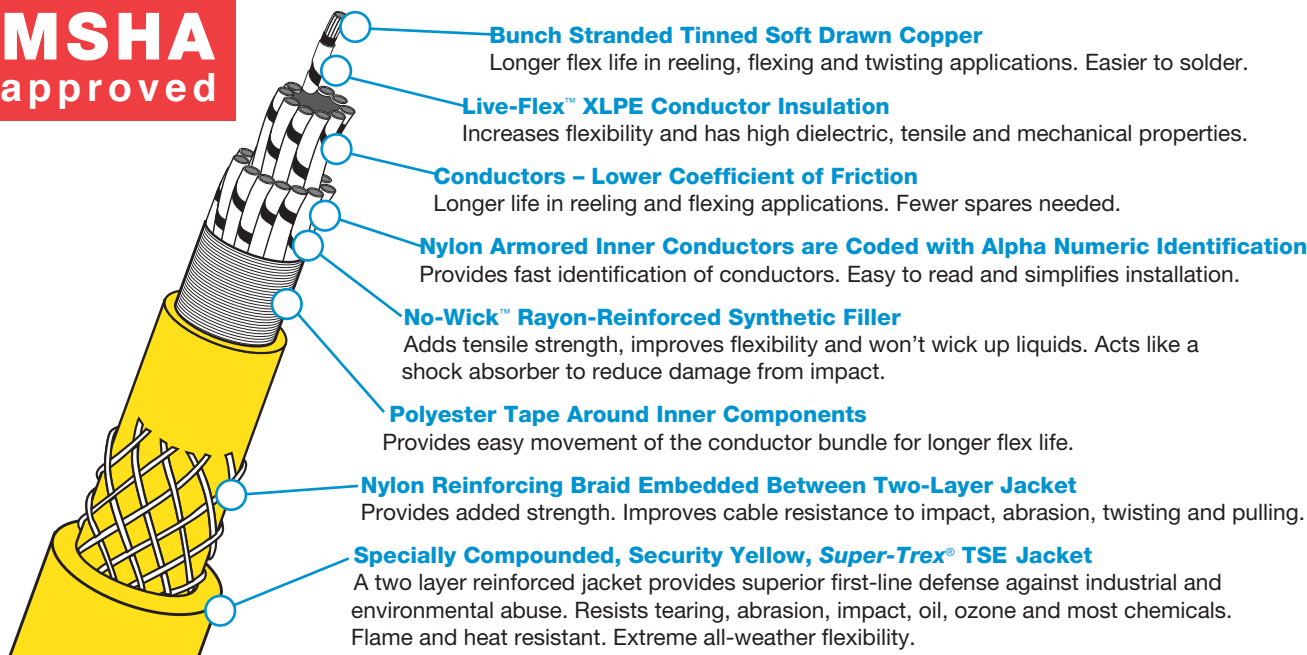 MSHA
approved
Bunch Stranded Tinned Soft Drawn Copper
Longer flex life in reeling, flexing and twisting applications. Easier to solder.
Live-Flex™ XLPE Conductor Insulation
Increases flexibility and has high dielectric, tensile and mechanical properties.
Conductors – Lower Coefficient of Friction
Longer life in reeling and flexing applications. Fewer spares needed.
Nylon Armored Inner Conductors are Coded with Alpha Numeric Identification
Provides fast identification of conductors. Easy to read and simplifies installation.
No-Wick™ Rayon-Reinforced Synthetic Filler
Adds tensile strength, improves flexibility and won’t wick up liquids. Acts like a
shock absorber to reduce damage from impact.
Polyester Tape Around Inner Components
Provides easy movement of the conductor bundle for longer flex life.
Nylon Reinforcing Braid Embedded Between Two-Layer Jacket
Provides added strength. Improves cable resistance to impact, abrasion, twisting and pulling.
Specially Compounded, Security Yellow, Super-Trex® TSE Jacket
A two layer reinforced jacket provides superior first-line defense against industrial and
environmental abuse. Resists tearing, abrasion, impact, oil, ozone and most chemicals.
Flame and heat resistant. Extreme all-weather flexibility.